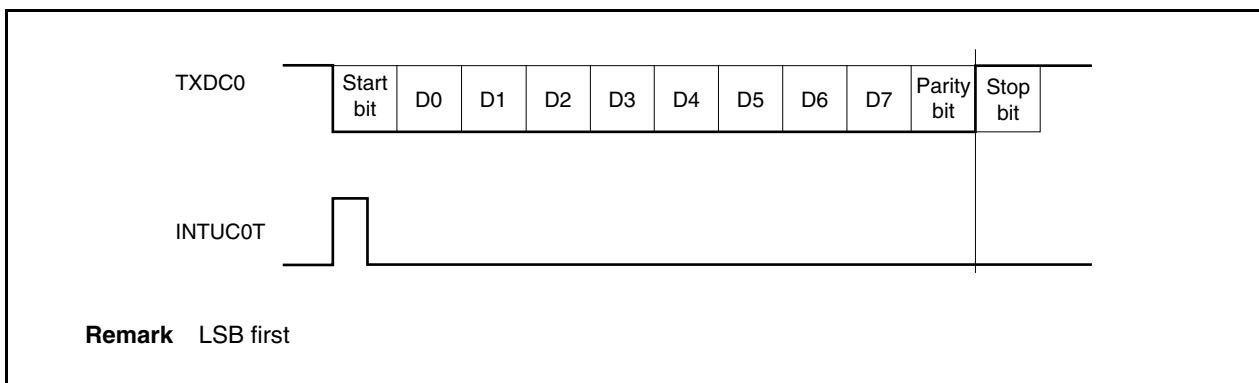 TXDC0
Start bit D0 D1 D2 D3 D4 D5 D6 D7 Parity bit Stop bit
INTUC0T
Remark LSB first